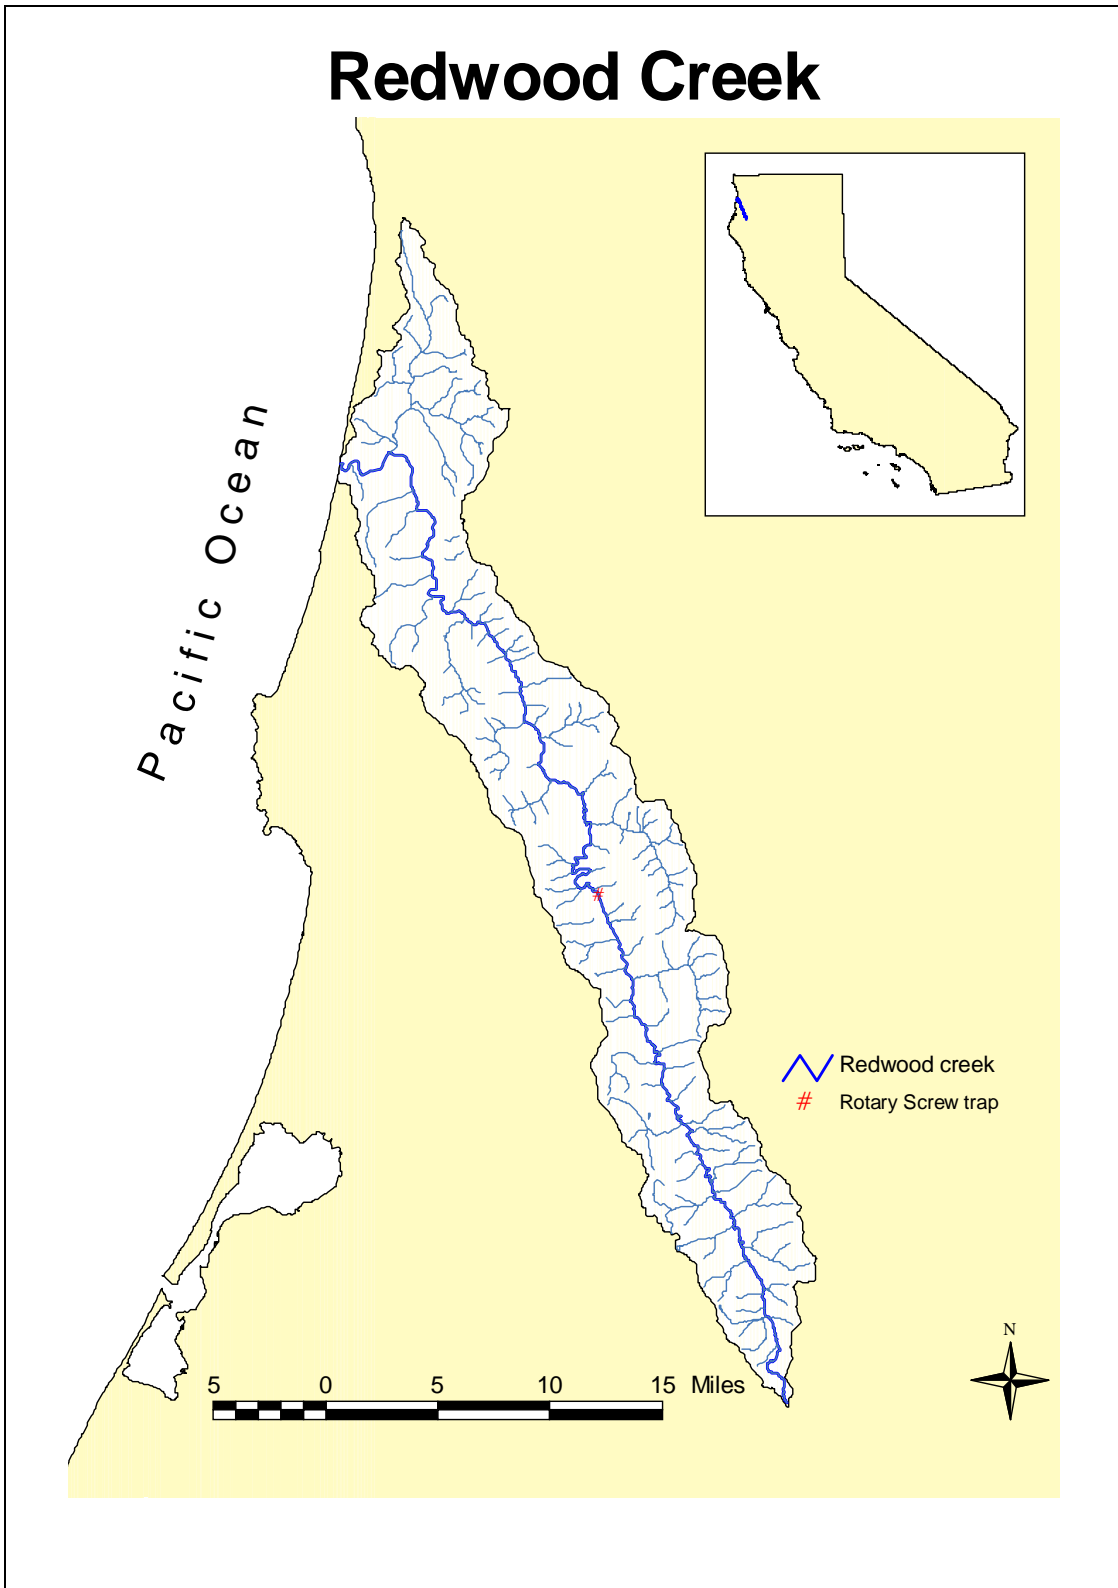 Redwood Creek
Pacific Ocean
Redwood creek
# Rotary Screw trap
N
5 0 5 10 15 Miles